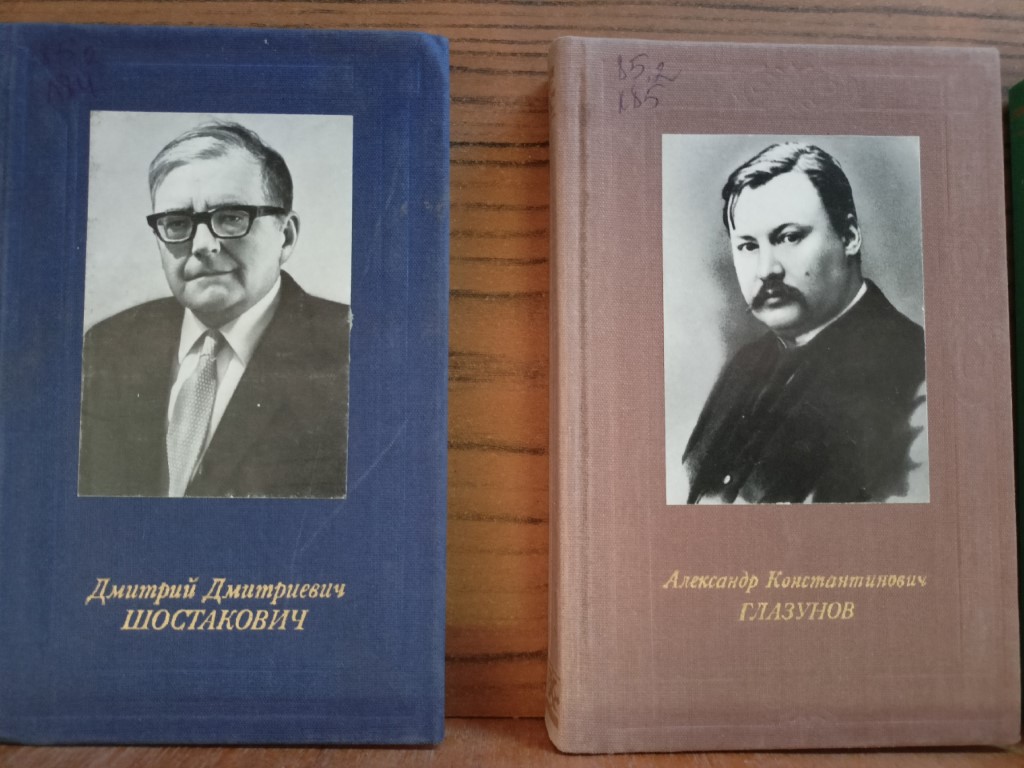 Дмитрий Дмитриевич
ШОСТАКОВИЧ
85.2
Александр Константинович
ГЛАЗУНОВ